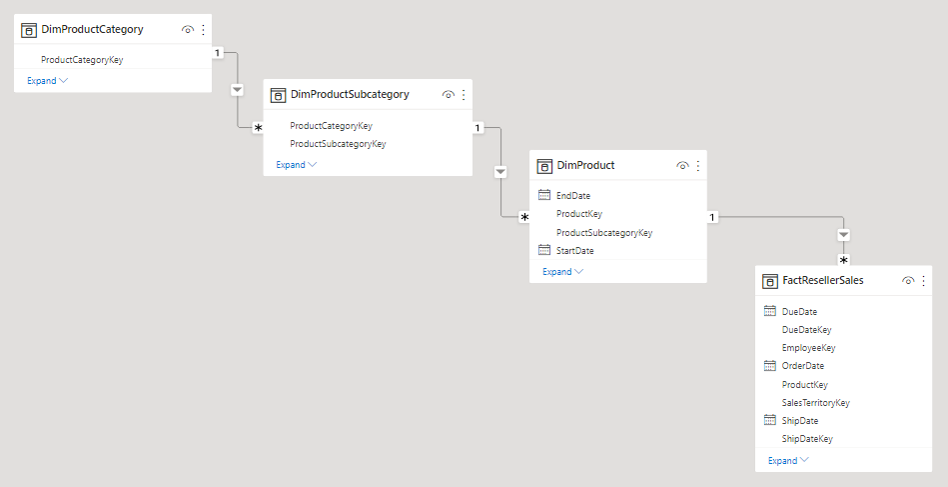 DimProductCategory
ProductCategoryKey
Expand
1
*
DimProductSubcategory
ProductCategoryKey
ProductSubcategoryKey
Expand
1
*
DimProduct
EndDate
ProductKey
ProductSubcategoryKey
StartDate
Expand
1
*
FactResellerSales
DueDate
DueDateKey
EmployeeKey
OrderDate
ProductKey
SalesTerritoryKey
ShipDate
ShipDateKey
Expand